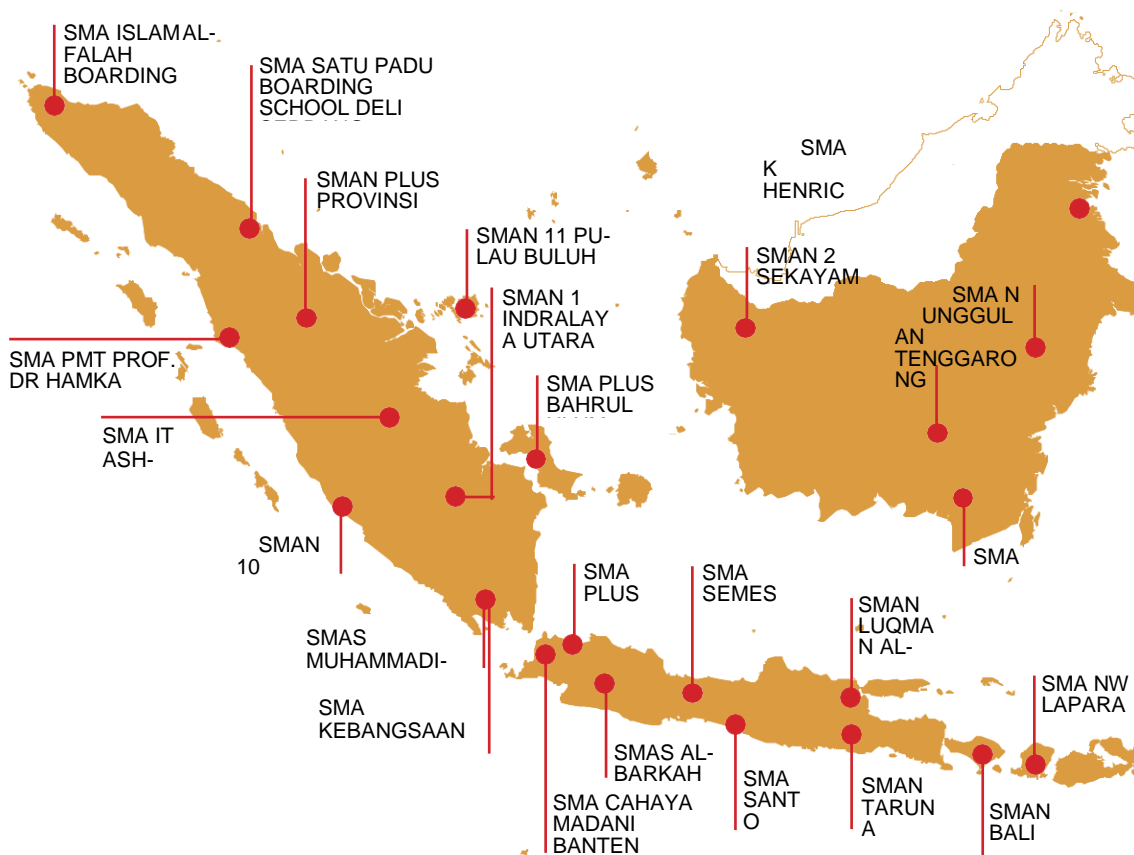 SMA ISLAM AL-
FALAH
BOARDING
SMA SATU PADU
BOARDING
SCHOOL DELI
SMAN PLUS
PROVINSI
SMA
K
HENRIC
SMAN 11 PU-
LAU BULUH
SMAN 2
SEKAYAM
SMAN 1
INDRALAY
A UTARA
SMA N
UNGGUL
AN
TENGGARO
NG
SMA PMT PROF.
DR HAMKA
SMA PLUS
BAHRUL
SMA IT
ASH-
SMAN
10
SMA
SMA
PLUS
SMA
SEMES
SMAN
LUQMA
N AL-
SMAS
MUHAMMADI-
SMA NW
LAPARA
SMA
KEBANGSAAN
SMAS AL-
BARKAH
SMA
SANT
O
SMAN
TARUN
A
SMA CAHAYA
MADANI
BANTEN
SMAN
BALI